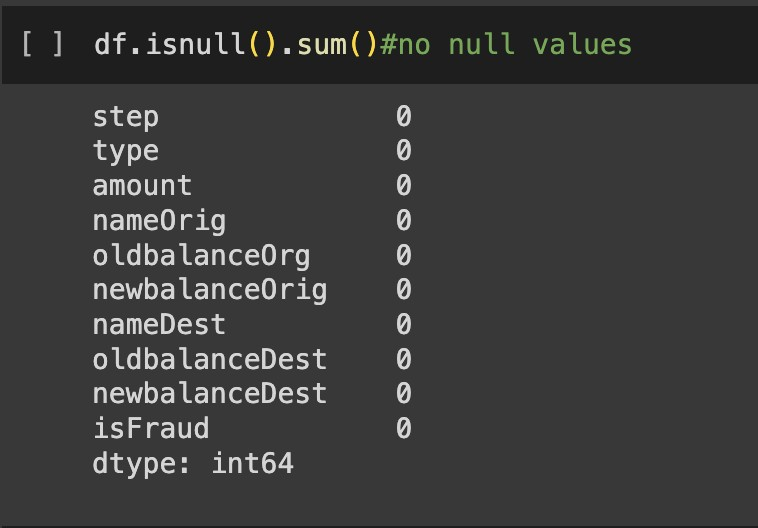 [ ] df.isnull().sum()#no null values
step 0
type 0
amount 0
nameOrig 0
oldbalanceOrg 0
newbalanceOrig 0
nameDest 0
oldbalanceDest 0
newbalanceDest 0
isFraud 0
dtype: int64